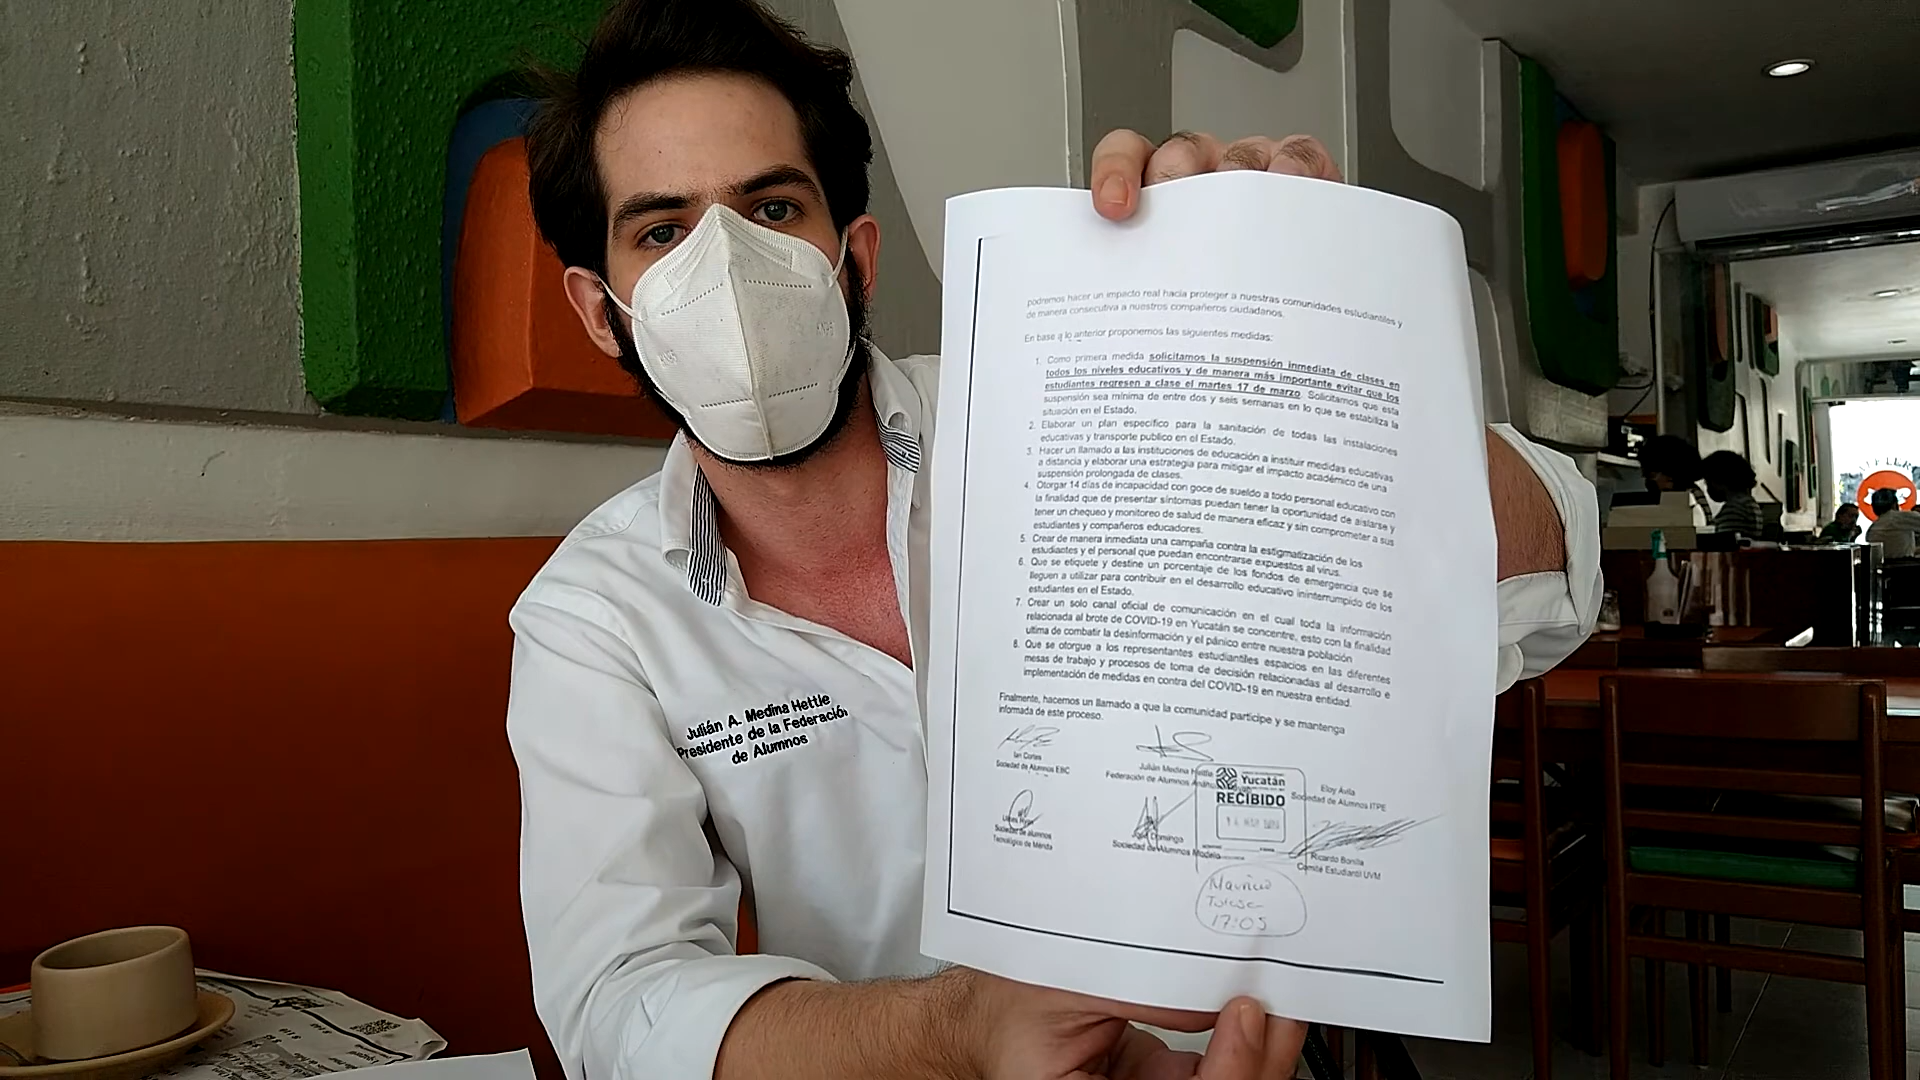 podremos hacer un impacto real hacia proteger a nuestras comunidades estudiantiles y
de manera consecutiva a nuestros compañeros ciudadanos.
En base a lo anterior proponemos las siguientes medidas:
1. Como primera medida solicitamos la suspensión inmediata de clases en
todos los niveles educativos y de manera más importante evitar que los
estudiantes regresen a clase el martes 17 de marzo. Solicitamos que esta
suspensión sea mínima de entre dos y seis semanas en lo que se estabiliza la
situación en el Estado.
2. Elaborar un plan específico para la sanitación de todas las instalaciones
educativas y transporte publico en el Estado.
3. Hacer un llamado a las instituciones de educación a instituir medidas educativas
a distancia y elaborar una estrategia para mitigar el impacto académico de una
suspensión prolongada de clases.
4. Otorgar 14 días de incapacidad con goce de sueldo a todo personal educativo con
la finalidad que de presentar síntomas puedan tener la oportunidad de aislarse y
tener un chequeo y monitoreo de salud de manera eficaz y sin comprometer a sus
estudiantes y compañeros educadores.
5. Crear de manera inmediata una campaña contra la estigmatización de los
estudiantes y el personal que puedan encontrarse expuestos al virus.
6. Que se etiquete y destine un porcentaje de los fondos de emergencia que se
lleguen a utilizar para contribuir en el desarrollo educativo ininterrumpido de los
estudiantes en el Estado.
7. Crear un solo canal oficial de comunicación en el cual toda la información
relacionada al brote de COVID-19 en Yucatán se concentre, esto con la finalidad
ultima de combatir la desinformación y el pánico entre nuestra población
8. Que se otorgue a los representantes estudiantiles espacios en las diferentes
mesas de trabajo y procesos de toma de decisión relacionadas al desarrollo e
implementación de medidas en contra del COVID-19 en nuestra entidad.
Finalmente, hacemos un llamado a que la comunidad participe y se mantenga
informada de este proceso.
Ian Cortes
Sociedad de Alumnos EBC
Julián Medina Hettle
Federación de Alumnos
Eloy Ávila
Sociedad de Alumnos ITPE
Yucatán
RECIBIDO
Sociedad de alumnos
Tecnológico de Mérida
José Domingo
Sociedad de Alumnos Modelo
Ricardo Bonilla
Comité Estudiantil UVM
Mauricio
17:05
Julián A. Medina Hettle
Presidente de la Federación
de Alumnos